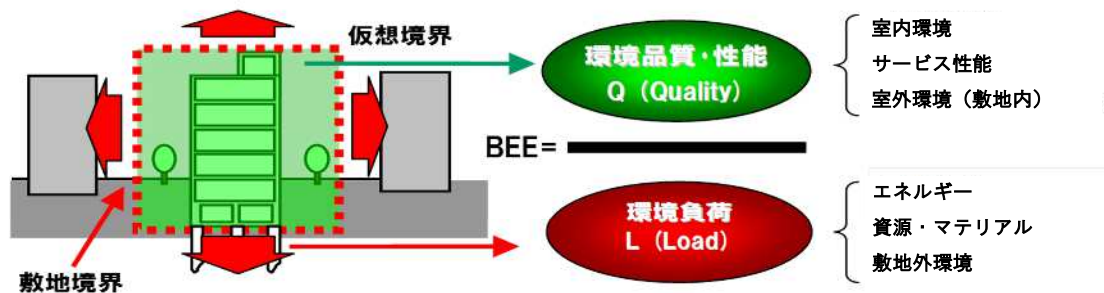 仮想境界
環境品質・性能
Q（Quality）
室内環境
サービス性能
室外環境（敷地内）
BEE=
環境負荷
L（Load）
エネルギー
資源・マテリアル
敷地外環境
敷地境界